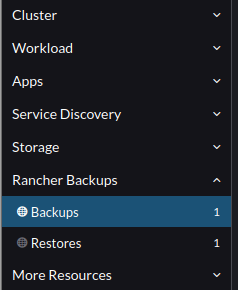 Cluster
Workload
Apps
Service Discovery
Storage
Rancher Backups
Backups 1
Restores 1
More Resources